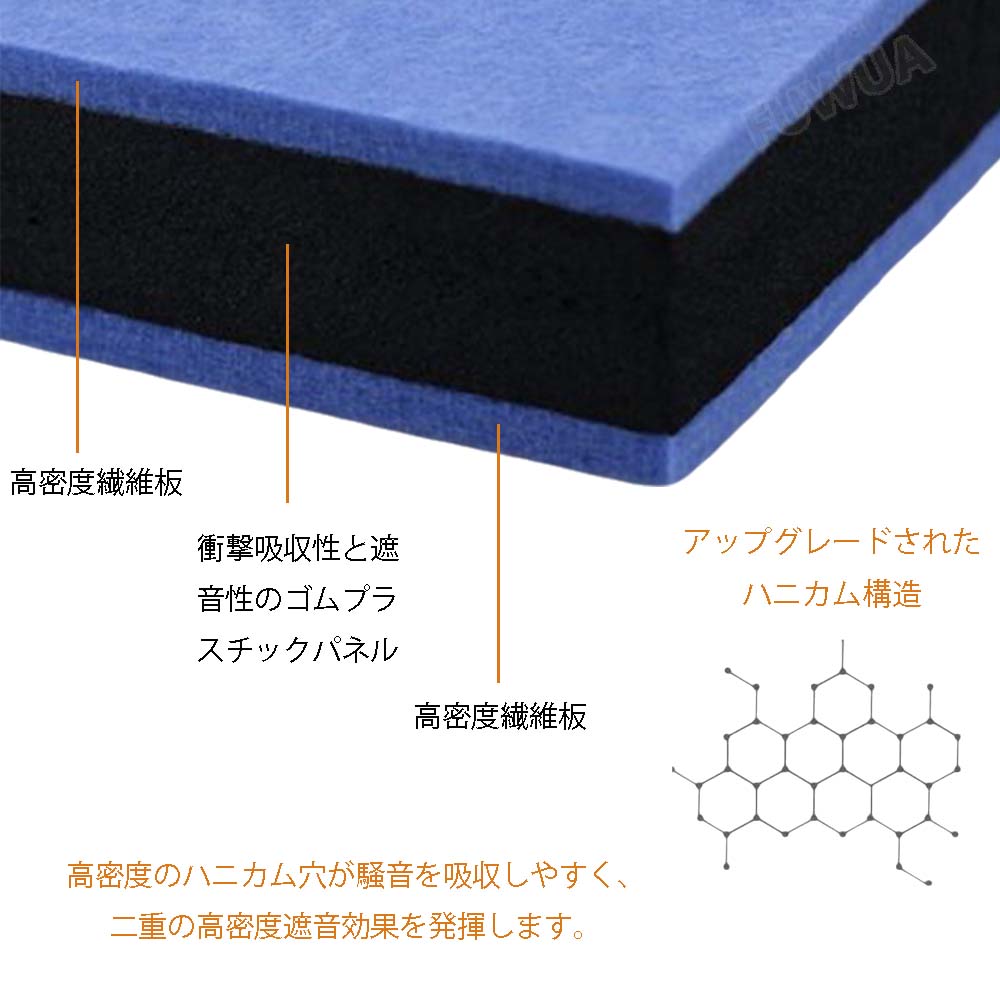 FUWUA
高密度繊維板
衝撃吸収性と遮
音性のゴムプラ
スチックパネル
高密度繊維板
アップグレードされた
ハニカム構造
高密度のハニカム穴が騒音を吸収しやすく、
二重の高密度遮音効果を発揮します。